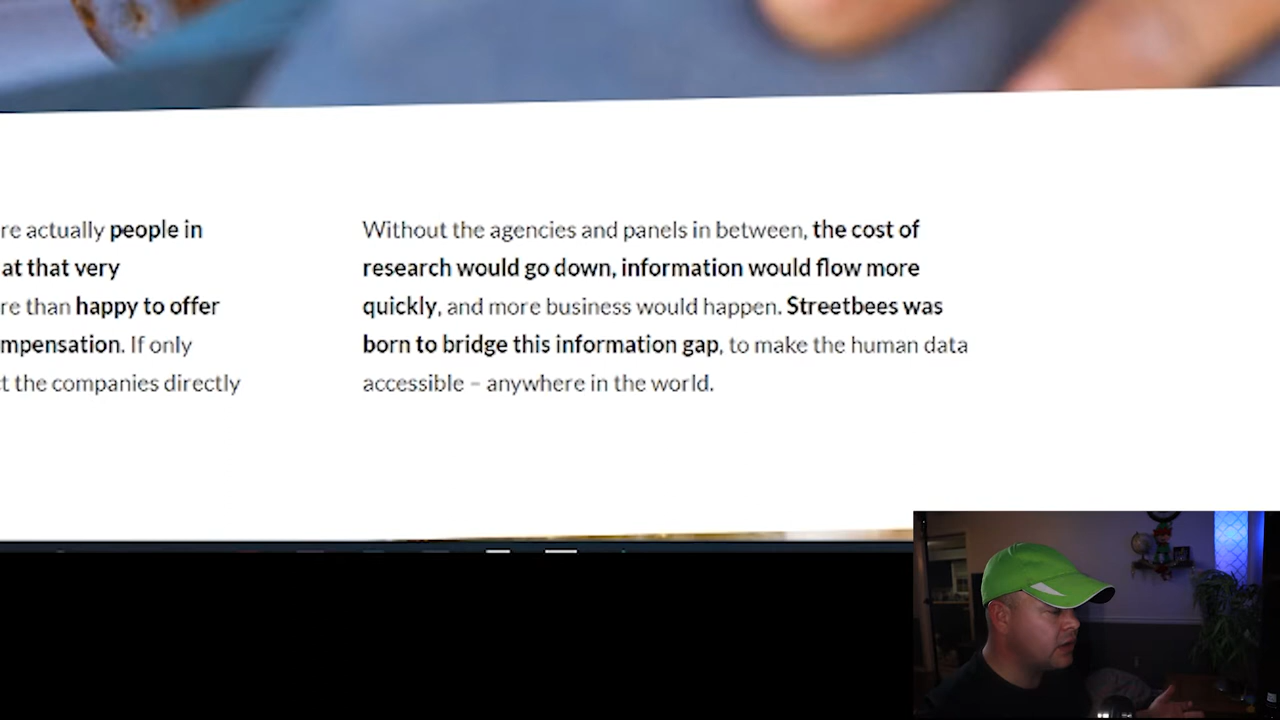 re actually people in
at that very
re than happy to offer
mpensation. If only
ct the companies directly
Without the agencies and panels in between, the cost of
research would go down, information would flow more
quickly, and more business would happen. Streetbees was
born to bridge this information gap, to make the human data
accessible – anywhere in the world.